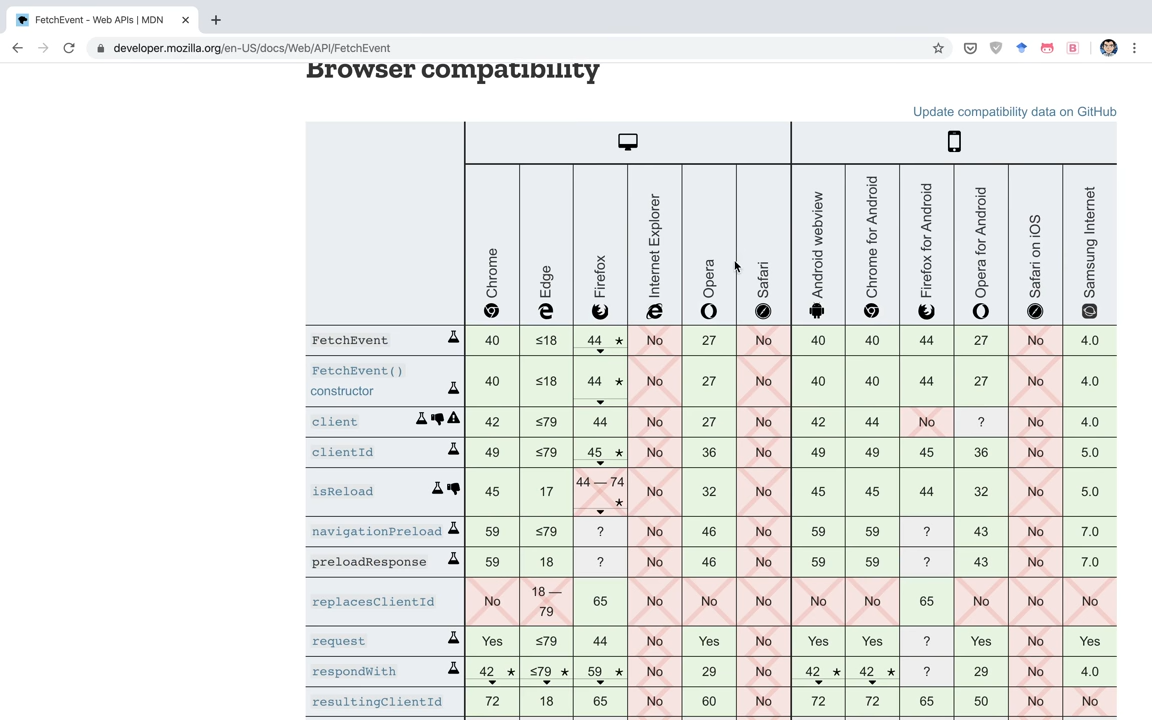 FetchEvent - Web APIs | MDN
developer.mozilla.org/en-US/docs/Web/API/FetchEvent
B
Browser compatibility
Update compatibility data on GitHub
Chrome Edge Firefox Internet Explorer Opera Safari Android webview Chrome for Android Firefox for Android Opera for Android Safari on iOS Samsung Internet
FetchEvent 40 ≤18 44 * No 27 No 40 40 44 27 No 4.0
FetchEvent()
constructor 40 ≤18 44 * No 27 No 40 40 44 27 No 4.0
client 42 ≤79 44 No 27 No 42 44 No ? No 4.0
clientId 49 ≤79 45 * No 36 No 49 49 45 36 No 5.0
isReload 45 17 44 — 74 * No 32 No 45 45 44 32 No 5.0
navigationPreload 59 ≤79 ? No 46 No 59 59 ? 43 No 7.0
preloadResponse 59 18 ? No 46 No 59 59 ? 43 No 7.0
replacesClientId No 18 — 79 65 No No No No No 65 No No No
request Yes ≤79 44 No Yes No Yes Yes ? Yes No Yes
respondWith 42 * ≤79 * 59 * No 29 No 42 * 42 * ? 29 No 4.0
resultingClientId 72 18 65 No 60 No 72 72 65 50 No No